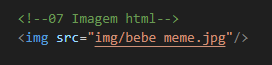 <!--07 Imagem html-->
<img src="img/bebe meme.jpg"/>